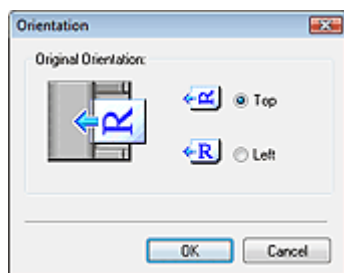 Orientation
Original Orientation:
R
R
Top
R
Left
OK
Cancel